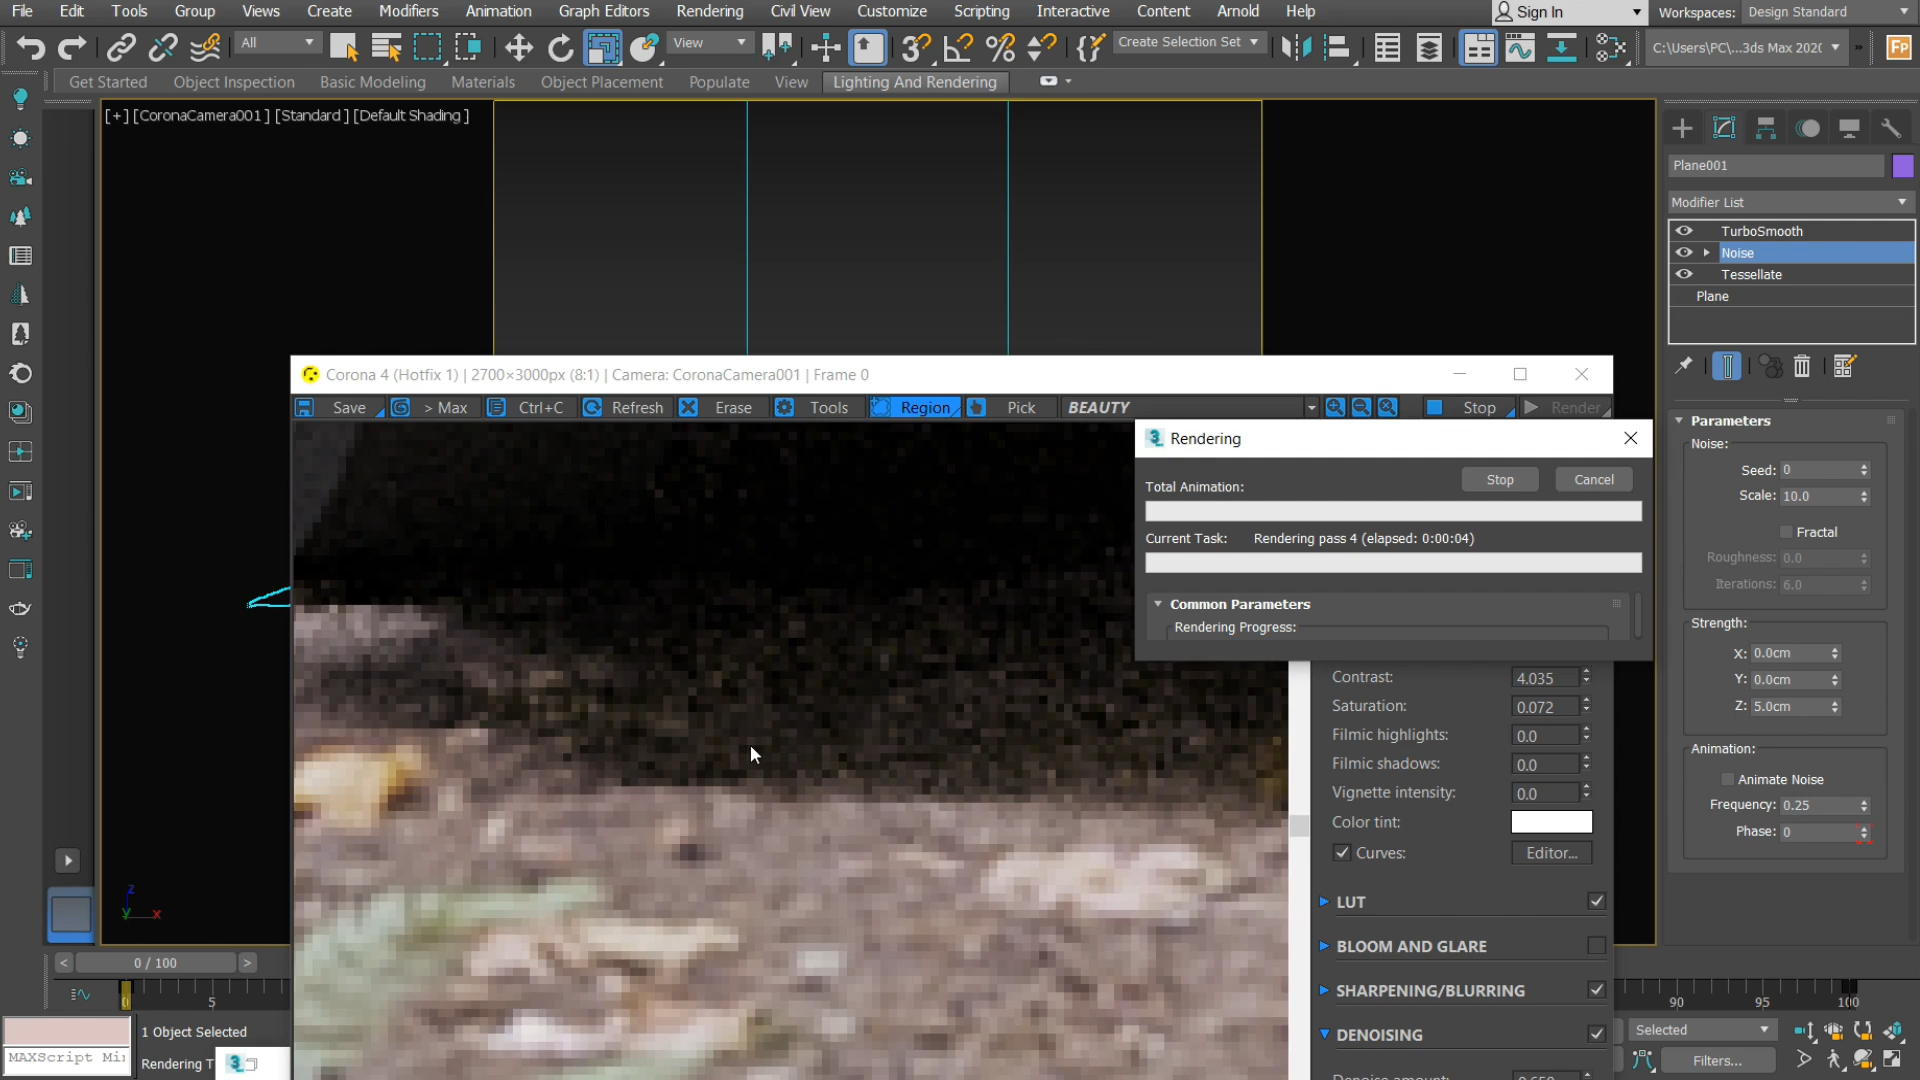 File Edit Tools Group Views Create Modifiers Animation Graph Editors Rendering Civil View Customize Scripting Interactive Content Arnold Help Sign In Workspaces: Design Standard
All View Create Selection Set C:\Users\PC\...3ds Max 202(
Get Started Object Inspection Basic Modeling Materials Object Placement Populate View Lighting And Rendering
[+] [CoronaCamera001 ] [Standard ] [Default Shading ]
Plane001
Modifier List
TurboSmooth
Noise
Tessellate
Plane
Corona 4 (Hotfix 1) | 2700×3000px (8:1) | Camera: CoronaCamera001 | Frame 0
Save > Max Ctrl+C Refresh Erase Tools Region Pick BEAUTY Stop Render
Rendering
Total Animation: Stop Cancel
Current Task: Rendering pass 4 (elapsed: 0:00:04)
Common Parameters
Rendering Progress:
Contrast: 4.035
Saturation: 0.072
Filmic highlights: 0.0
Filmic shadows: 0.0
Vignette intensity: 0.0
Color tint:
Curves: Editor...
LUT
BLOOM AND GLARE
SHARPENING/BLURRING
DENOISING
Parameters
Noise:
Seed: 0
Scale: 10.0
Fractal
Roughness: 0.0
Iterations: 6.0
Strength:
X: 0.0cm
Y: 0.0cm
Z: 5.0cm
Animation:
Animate Noise
Frequency: 0.25
Phase: 0
z
y x
< 0 / 100 >
0 5 90 95 100
1 Object Selected Selected
MAXScript Mi Rendering T Filters...